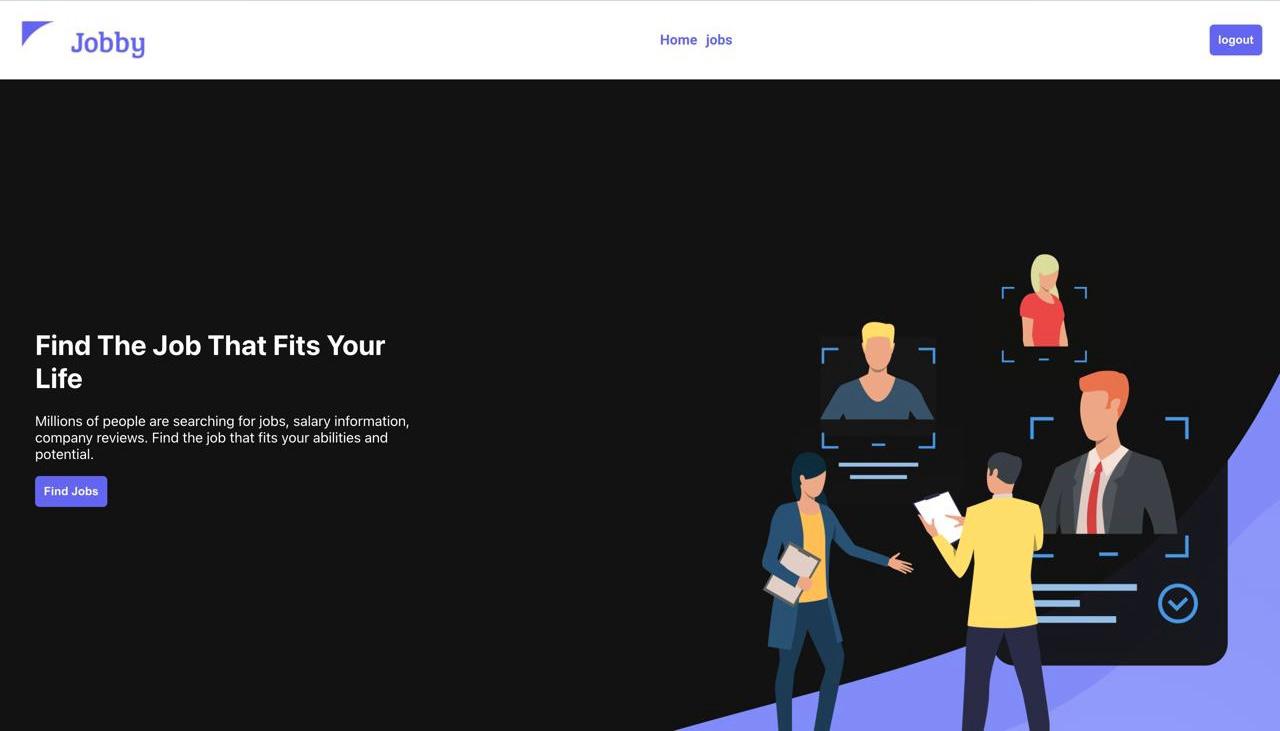 Jobby
Home jobs
logout
Find The Job That Fits Your
Life
Millions of people are searching for jobs, salary information,
company reviews. Find the job that fits your abilities and
potential.
Find Jobs